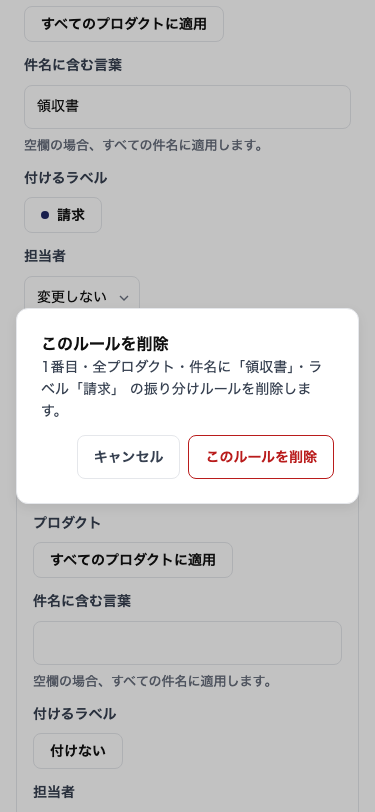 すべてのプロダクトに適用
件名に含む言葉
領収書
空欄の場合、すべての件名に適用します。
付けるラベル
請求
担当者
変更しない
このルールを削除
1番目・全プロダクト・件名に「領収書」・ラ
ベル「請求」 の振り分けルールを削除しま
す。
キャンセル
このルールを削除
プロダクト
すべてのプロダクトに適用
件名に含む言葉
空欄の場合、すべての件名に適用します。
付けるラベル
付けない
担当者